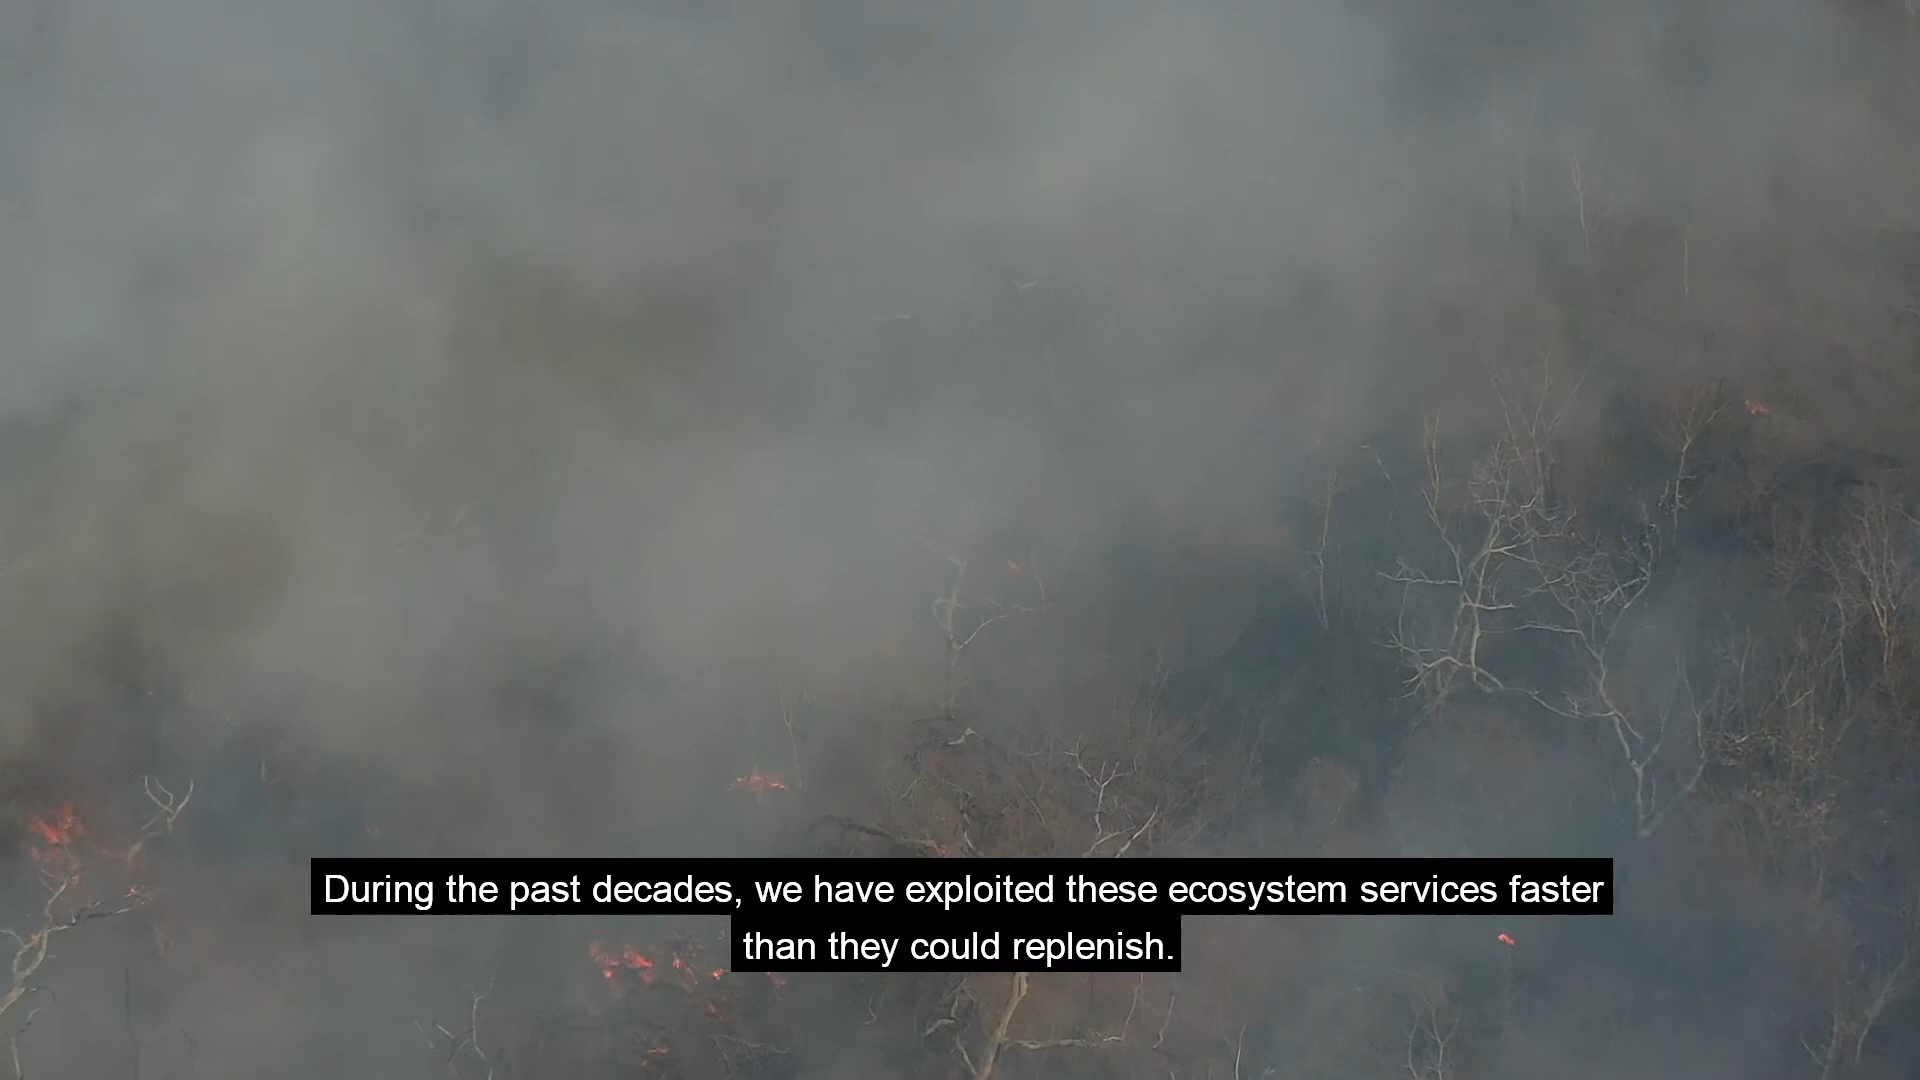 During the past decades, we have exploited these ecosystem services faster
than they could replenish.